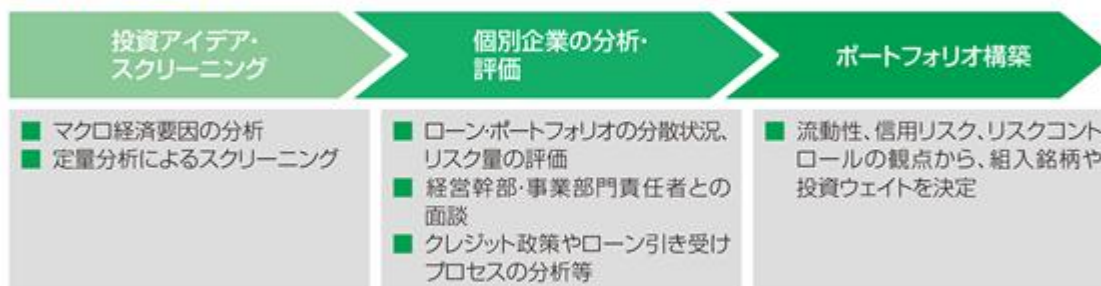 投資アイデア・
スクリーニング
個別企業の分析・
評価
ポートフォリオ構築
■ マクロ経済要因の分析
■ 定量分析によるスクリーニング
■ ローン・ポートフォリオの分散状況、
リスク量の評価
■ 経営幹部・事業部門責任者との
面談
■ クレジット政策やローン引き受け
プロセスの分析等
■ 流動性、信用リスク、リスクコント
ロールの観点から、組入銘柄や
投資ウェイトを決定